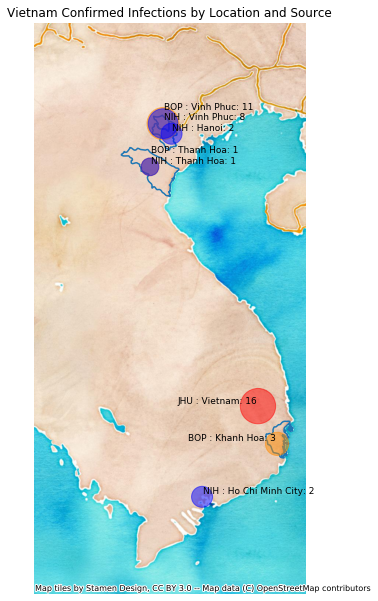 Vietnam Confirmed Infections by Location and Source
BOP : Vinh Phuc: 11
NIH : Vinh Phuc: 8
NIH : Hanoi: 2
BOP : Thanh Hoa: 1
NIH : Thanh Hoa: 1
JHU : Vietnam: 16
BOP : Khanh Hoa: 3
NIH : Ho Chi Minh City: 2
Map tiles by Stamen Design, CC BY 3.0 -- Map data (C) OpenStreetMap contributors